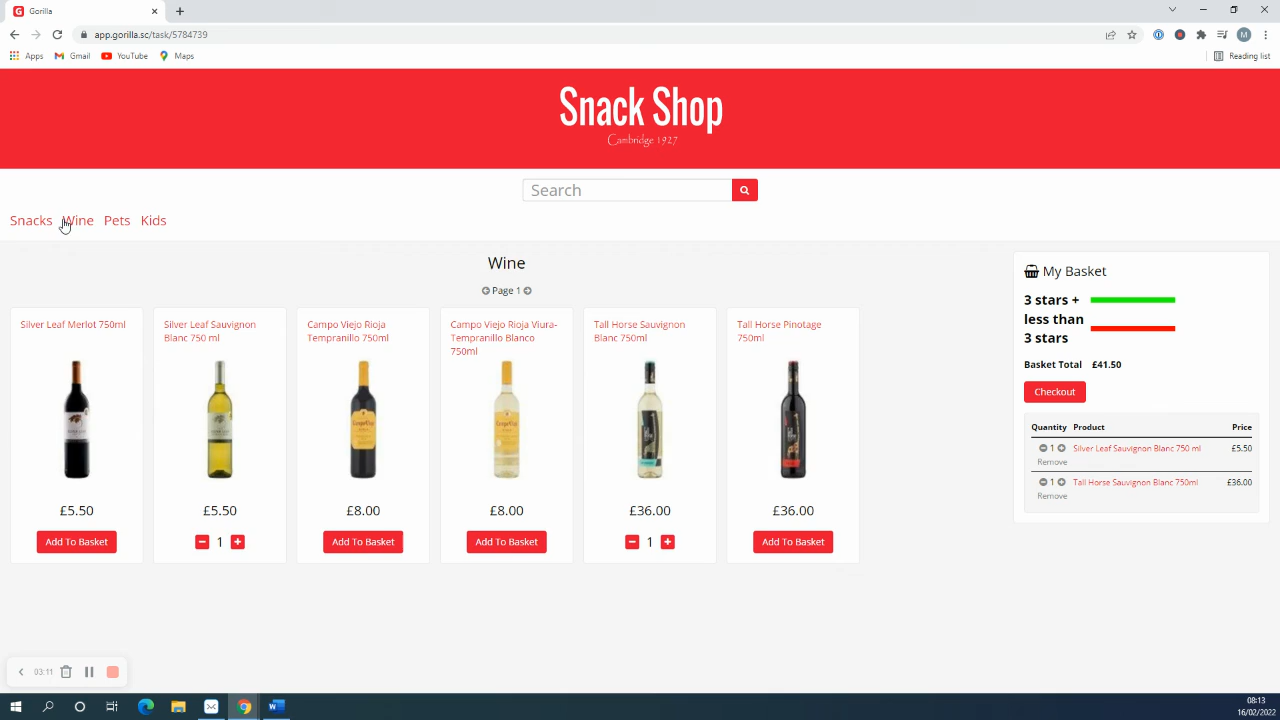 Gorilla
app.gorilla.sc/task/5784739
M
Apps Gmail YouTube Maps Reading list
Snack Shop
Cambridge 1927
Search
Snacks Wine Pets Kids
Wine
Page 1
Silver Leaf Merlot 750ml
£5.50
Add To Basket
Silver Leaf Sauvignon
Blanc 750 ml
£5.50
1
Campo Viejo Rioja
Tempranillo 750ml
£8.00
Add To Basket
Campo Viejo Rioja Viura-
Tempranillo Blanco
750ml
£8.00
Add To Basket
Tall Horse Sauvignon
Blanc 750ml
£36.00
1
Tall Horse Pinotage
750ml
£36.00
Add To Basket
My Basket
3 stars +
less than
3 stars
Basket Total £41.50
Checkout
Quantity Product Price
1 Silver Leaf Sauvignon Blanc 750 ml £5.50
Remove
1 Tall Horse Sauvignon Blanc 750ml £36.00
Remove
03:11
08:13
16/02/2022